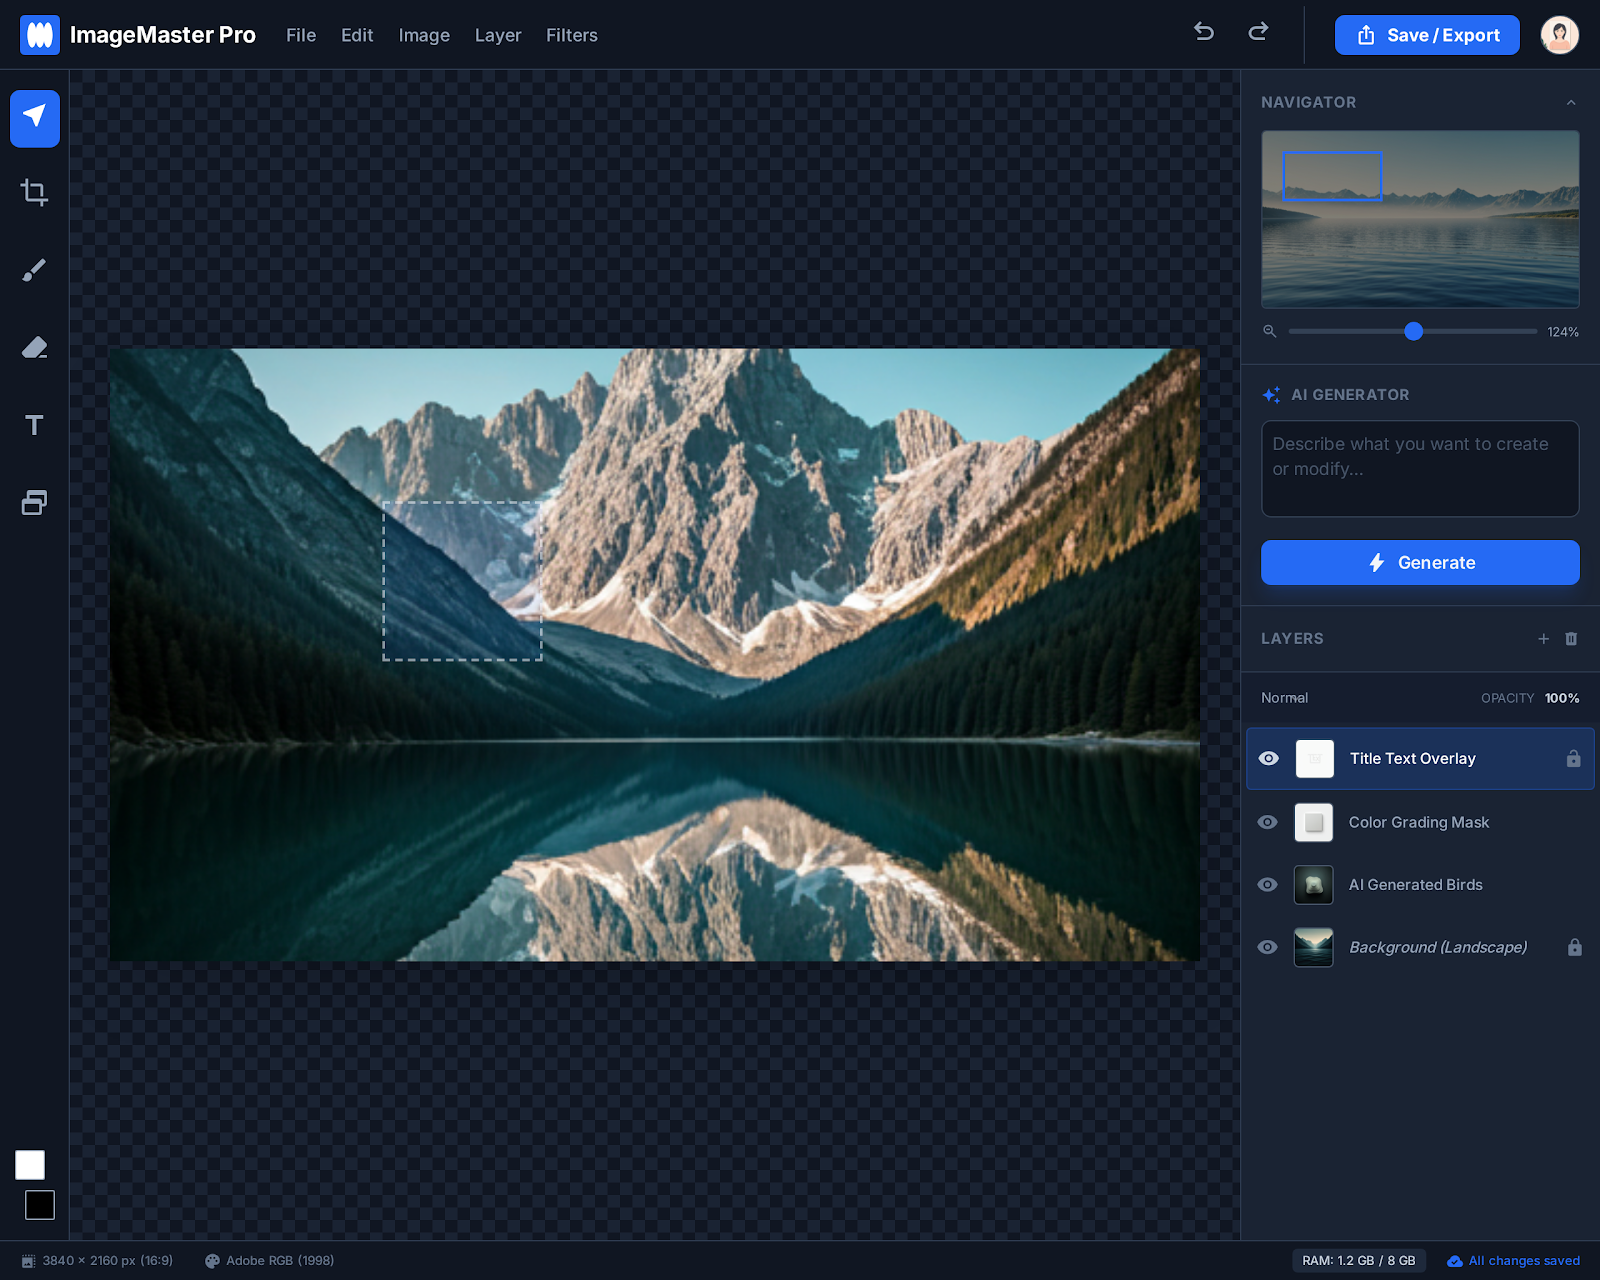 ImageMaster Pro
File
Edit
Image
Layer
Filters
Save / Export
NAVIGATOR
124%
AI GENERATOR
Describe what you want to create
or modify...
Generate
LAYERS
Normal
OPACITY 100%
Title Text Overlay
Color Grading Mask
AI Generated Birds
Background (Landscape)
3840 × 2160 px (16:9)
Adobe RGB (1998)
RAM: 1.2 GB / 8 GB
All changes saved